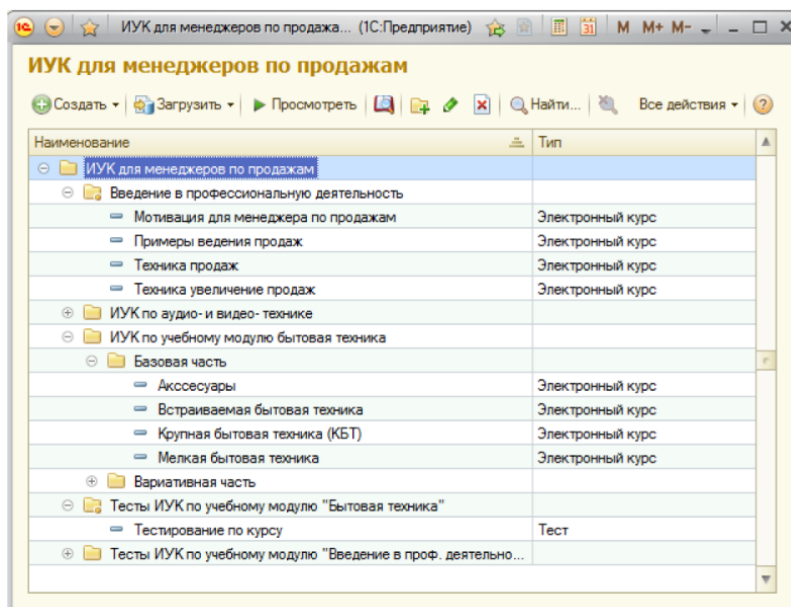 ИУК для менеджеров по продажа... (1С:Предприятие) 31 M M+ M-
ИУК для менеджеров по продажам
Создать Загрузить Просмотреть Найти... Все действия ?
Наименование Тип
ИУК для менеджеров по продажам
Введение в профессиональную деятельность
Мотивация для менеджера по продажам Электронный курс
Примеры ведения продаж Электронный курс
Техника продаж Электронный курс
Техника увеличение продаж Электронный курс
ИУК по аудио- и видео- технике
ИУК по учебному модулю бытовая техника
Базовая часть
Акссесуары Электронный курс
Встраиваемая бытовая техника Электронный курс
Крупная бытовая техника (КБТ) Электронный курс
Мелкая бытовая техника Электронный курс
Вариативная часть
Тесты ИУК по учебному модулю "Бытовая техника"
Тестирование по курсу Тест
Тесты ИУК по учебному модулю "Введение в проф. деятельно...